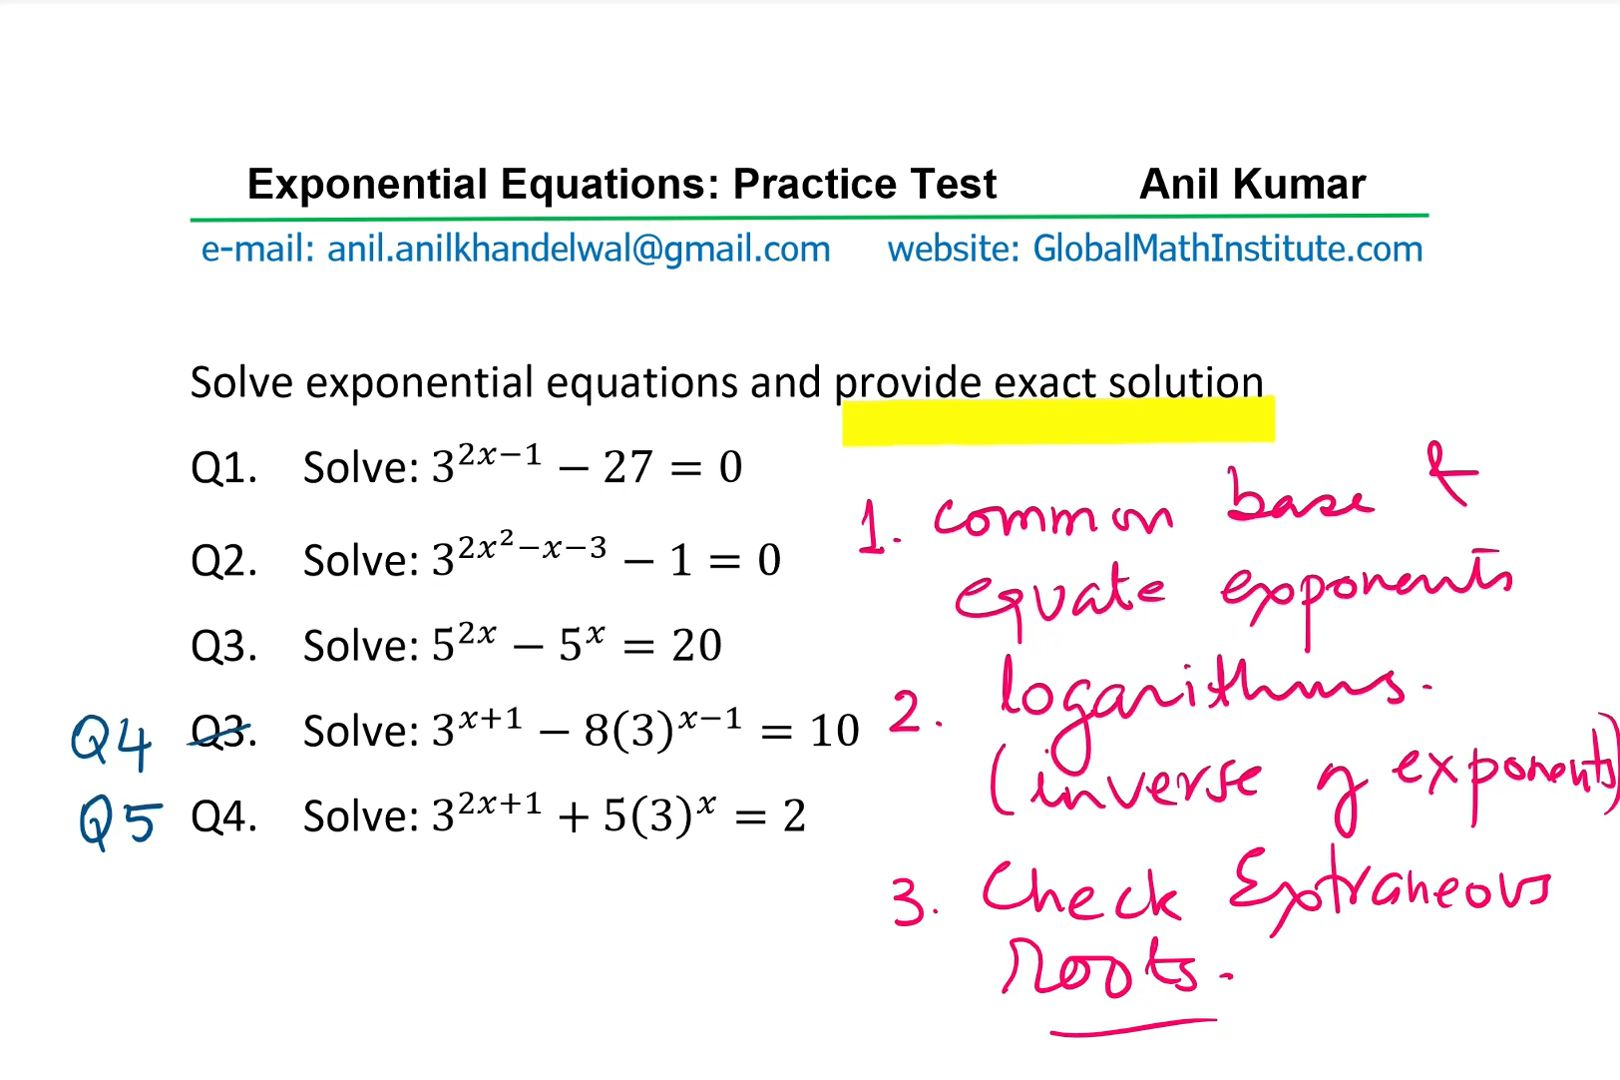 Exponential Equations: Practice Test Anil Kumar
e-mail: anil.anilkhandelwal@gmail.com website: GlobalMathInstitute.com
Solve exponential equations and provide exact solution
Q1. Solve: 3^{2x−1} − 27 = 0
Q2. Solve: 3^{2x²−x−3} − 1 = 0
Q3. Solve: 5^{2x} − 5^{x} = 20
Q4 Q3. Solve: 3^{x+1} − 8(3)^{x−1} = 10
Q5 Q4. Solve: 3^{2x+1} + 5(3)^{x} = 2
1. common base &
equate exponents
2. logarithms.
(inverse of exponents)
3. Check Extraneous
roots.